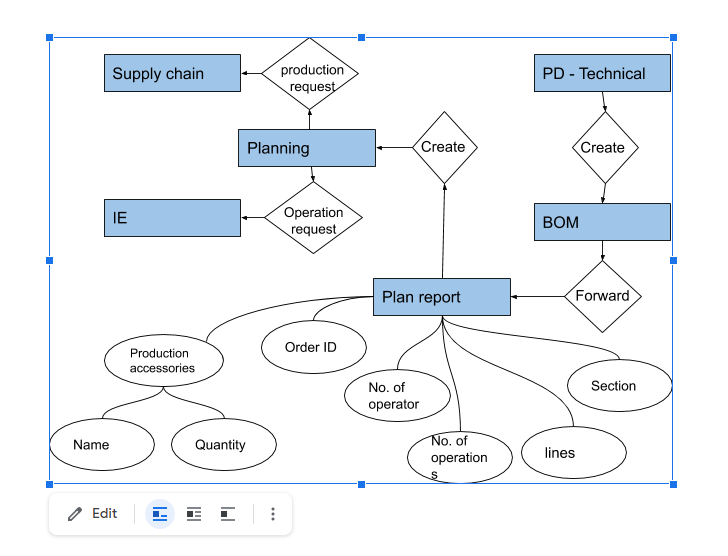 production
request
Supply chain
PD - Technical
Planning
Create
Create
Operation
request
IE
BOM
Plan report
Forward
Production
accessories
Order ID
No. of
operator
Section
Name
Quantity
No. of
operation
s
lines
Edit